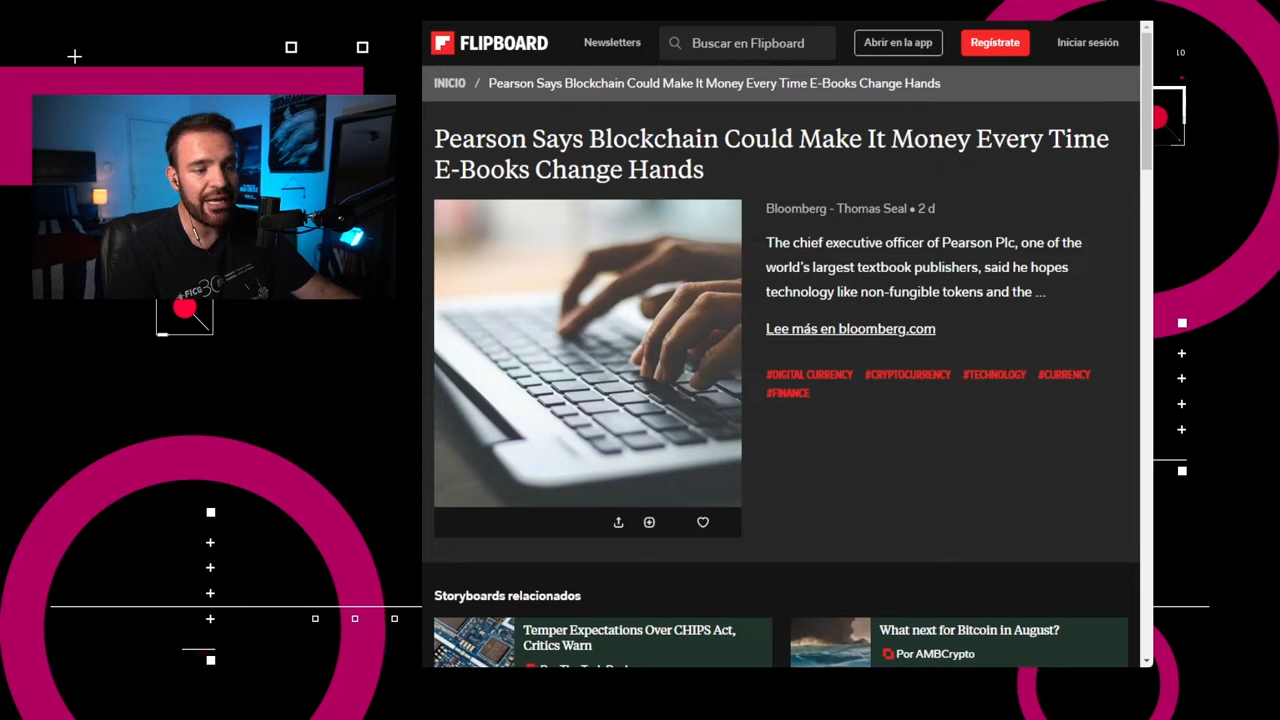 FLIPBOARD
Newsletters
Buscar en Flipboard
Abrir en la app
Regístrate
Iniciar sesión
INICIO / Pearson Says Blockchain Could Make It Money Every Time E-Books Change Hands
Pearson Says Blockchain Could Make It Money Every Time
E-Books Change Hands
Bloomberg - Thomas Seal • 2 d
The chief executive officer of Pearson Plc, one of the
world's largest textbook publishers, said he hopes
technology like non-fungible tokens and the ...
Lee más en bloomberg.com
#DIGITAL CURRENCY #CRYPTOCURRENCY #TECHNOLOGY #CURRENCY
#FINANCE
Storyboards relacionados
Temper Expectations Over CHIPS Act,
Critics Warn
What next for Bitcoin in August?
Por AMBCrypto
FICG